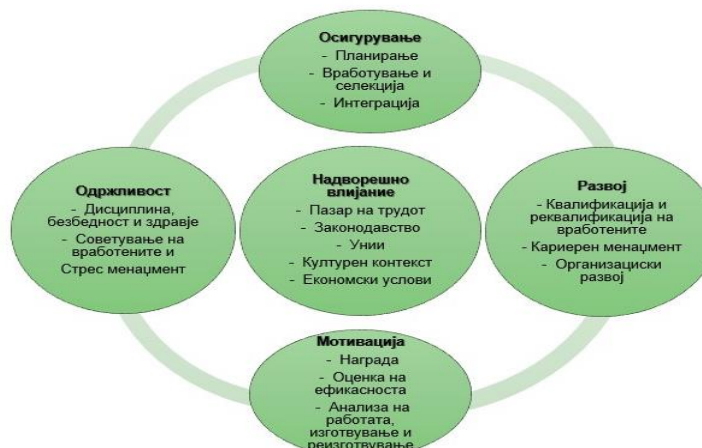 Осигурување
- Планирање
- Вработување и
селекција
- Интеграција
Одржливост
- Дисциплина,
безбедност и здравје
- Советување на
вработените и
Стрес менаџмент
Надворешно
влијание
- Пазар на трудот
- Законодавство
- Унии
- Културен контекст
- Економски услови
Развој
- Квалификација и
реквалификација на
вработените
- Кариерен менаџмент
- Организациски
развој
Мотивација
- Награда
- Оценка на
ефикасноста
- Анализа на
работата,
изготвување и
реизготвување